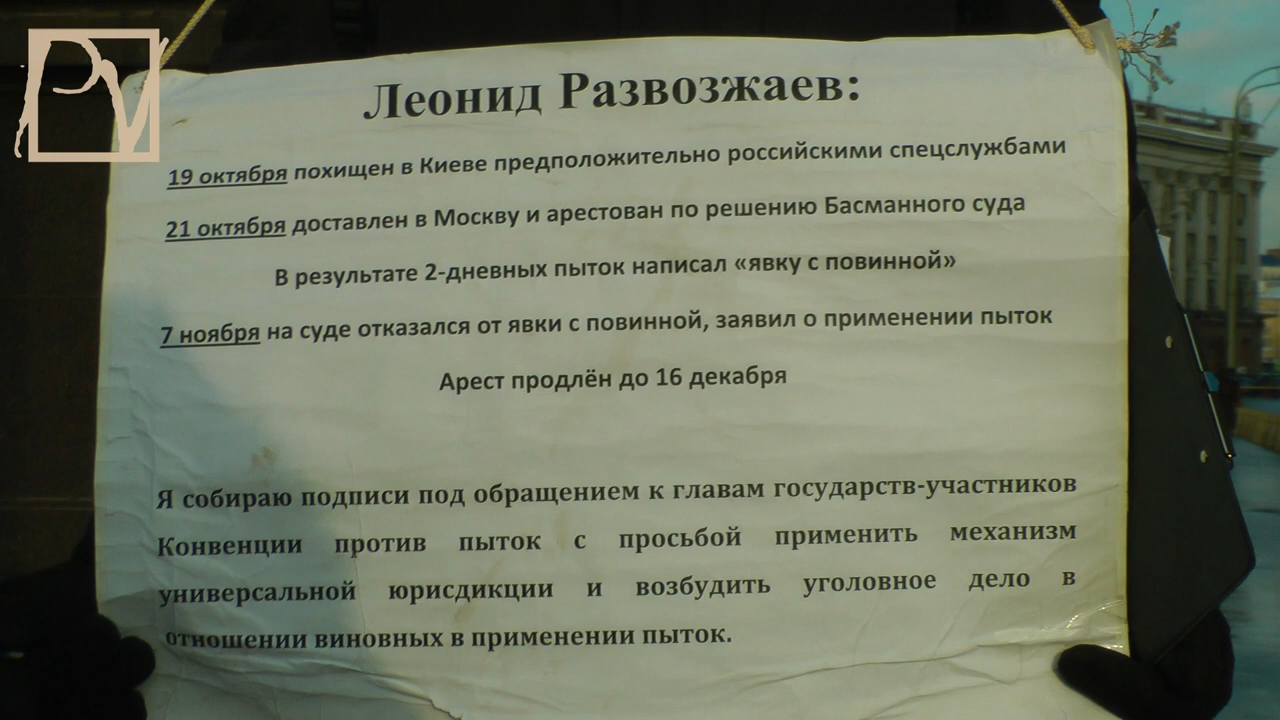 PV
Леонид Развозжаев:
19 октября похищен в Киеве предположительно российскими спецслужбами
21 октября доставлен в Москву и арестован по решению Басманного суда
В результате 2-дневных пыток написал «явку с повинной»
7 ноября на суде отказался от явки с повинной, заявил о применении пыток
Арест продлён до 16 декабря
Я собираю подписи под обращением к главам государств-участников
Конвенции против пыток с просьбой применить механизм
универсальной юрисдикции и возбудить уголовное дело в
отношении виновных в применении пыток.